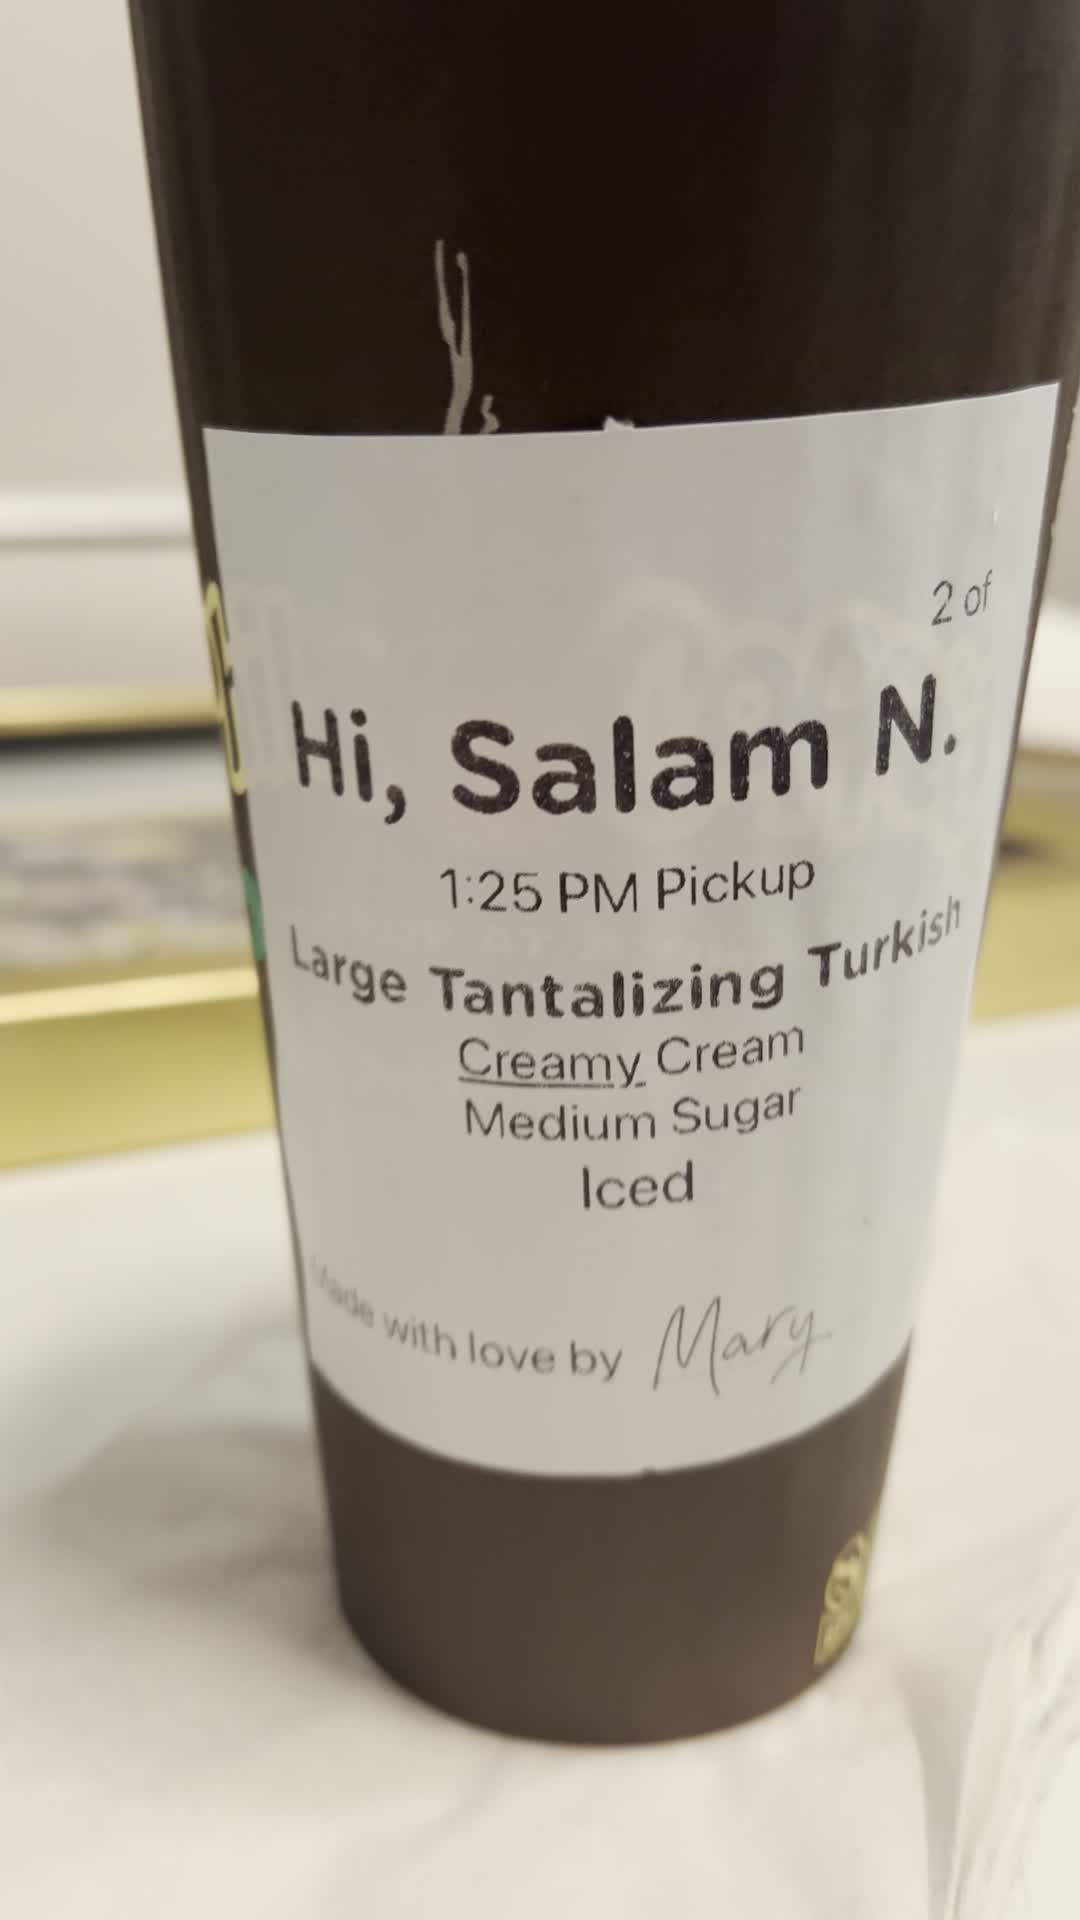 2 of
Hi, Salam N.
1:25 PM Pickup
Large Tantalizing Turkish
Creamy Cream
Medium Sugar
Iced
Made with love by Mary